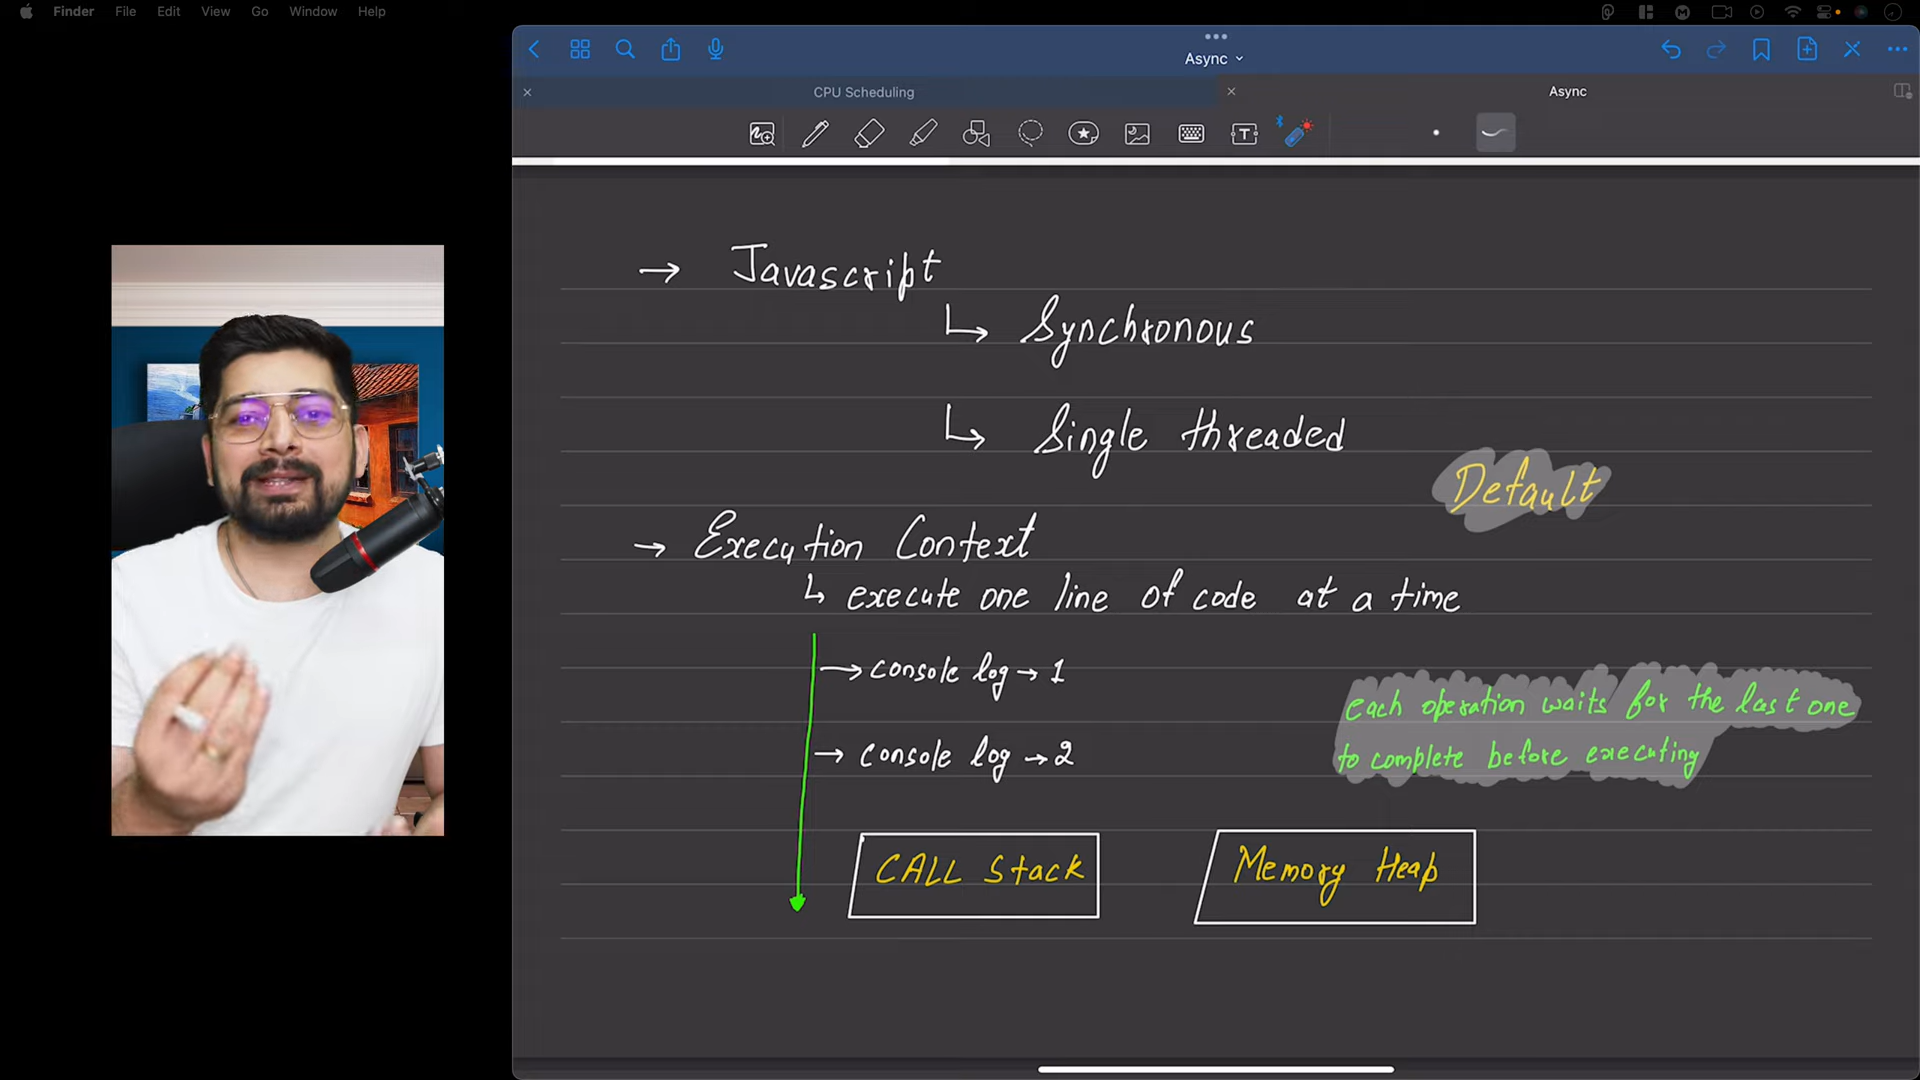 Finder File Edit View Go Window Help
Async
CPU Scheduling
Async
T
→ Javascript
↳ Synchronous
↳ Single threaded
Default
→ Execution Context
↳ execute one line of code at a time
→ console log → 1
each operation waits for the last one
→ console log → 2
to complete before executing
CALL Stack
Memory Heap